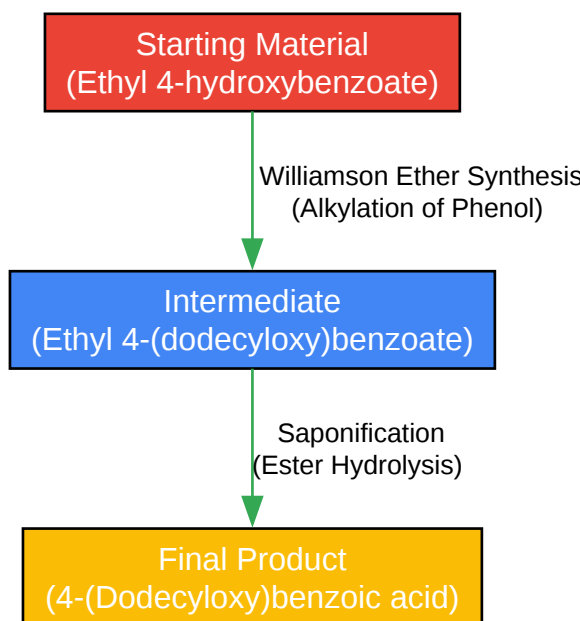 Starting Material
(Ethyl 4-hydroxybenzoate)
Williamson Ether Synthesis
(Alkylation of Phenol)
Intermediate
(Ethyl 4-(dodecyloxy)benzoate)
Saponification
(Ester Hydrolysis)
Final Product
(4-(Dodecyloxy)benzoic acid)